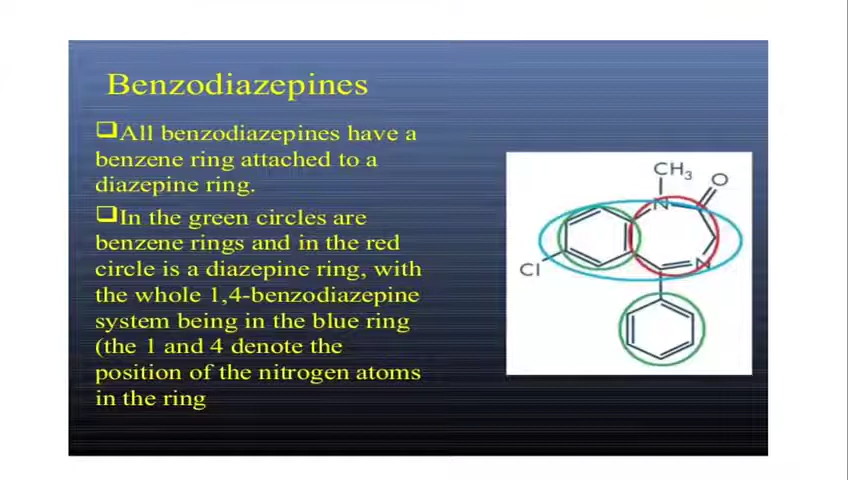 Benzodiazepines
❑All benzodiazepines have a
benzene ring attached to a
diazepine ring.
❑In the green circles are
benzene rings and in the red
circle is a diazepine ring, with
the whole 1,4-benzodiazepine
system being in the blue ring
(the 1 and 4 denote the
position of the nitrogen atoms
in the ring
CH₃
O
N
N
Cl